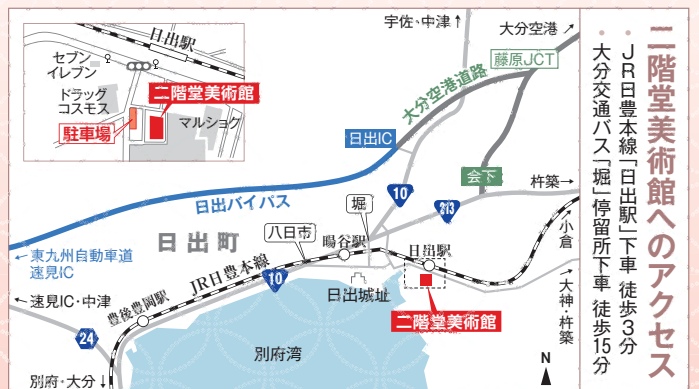 二階堂美術館へのアクセス
・JR日豊本線「日出駅」下車 徒歩3分
・大分交通バス「堀」停留所下車 徒歩15分
日出駅
セブン
イレブン
ドラッグ
コスモス
二階堂美術館
駐車場
マルショク
宇佐・中津↑
大分空港↗
藤原JCT
大分空港道路
日出IC
会下
杵築→
10
213
日出バイパス
堀
八日市
日出町
暘谷駅
日出駅
↗小倉
←東九州自動車道
速見IC
JR日豊本線
10
日出城址
二階堂美術館
↗大神・杵築
←速見IC・中津
豊後豊岡駅
24
別府湾
別府・大分↓
N